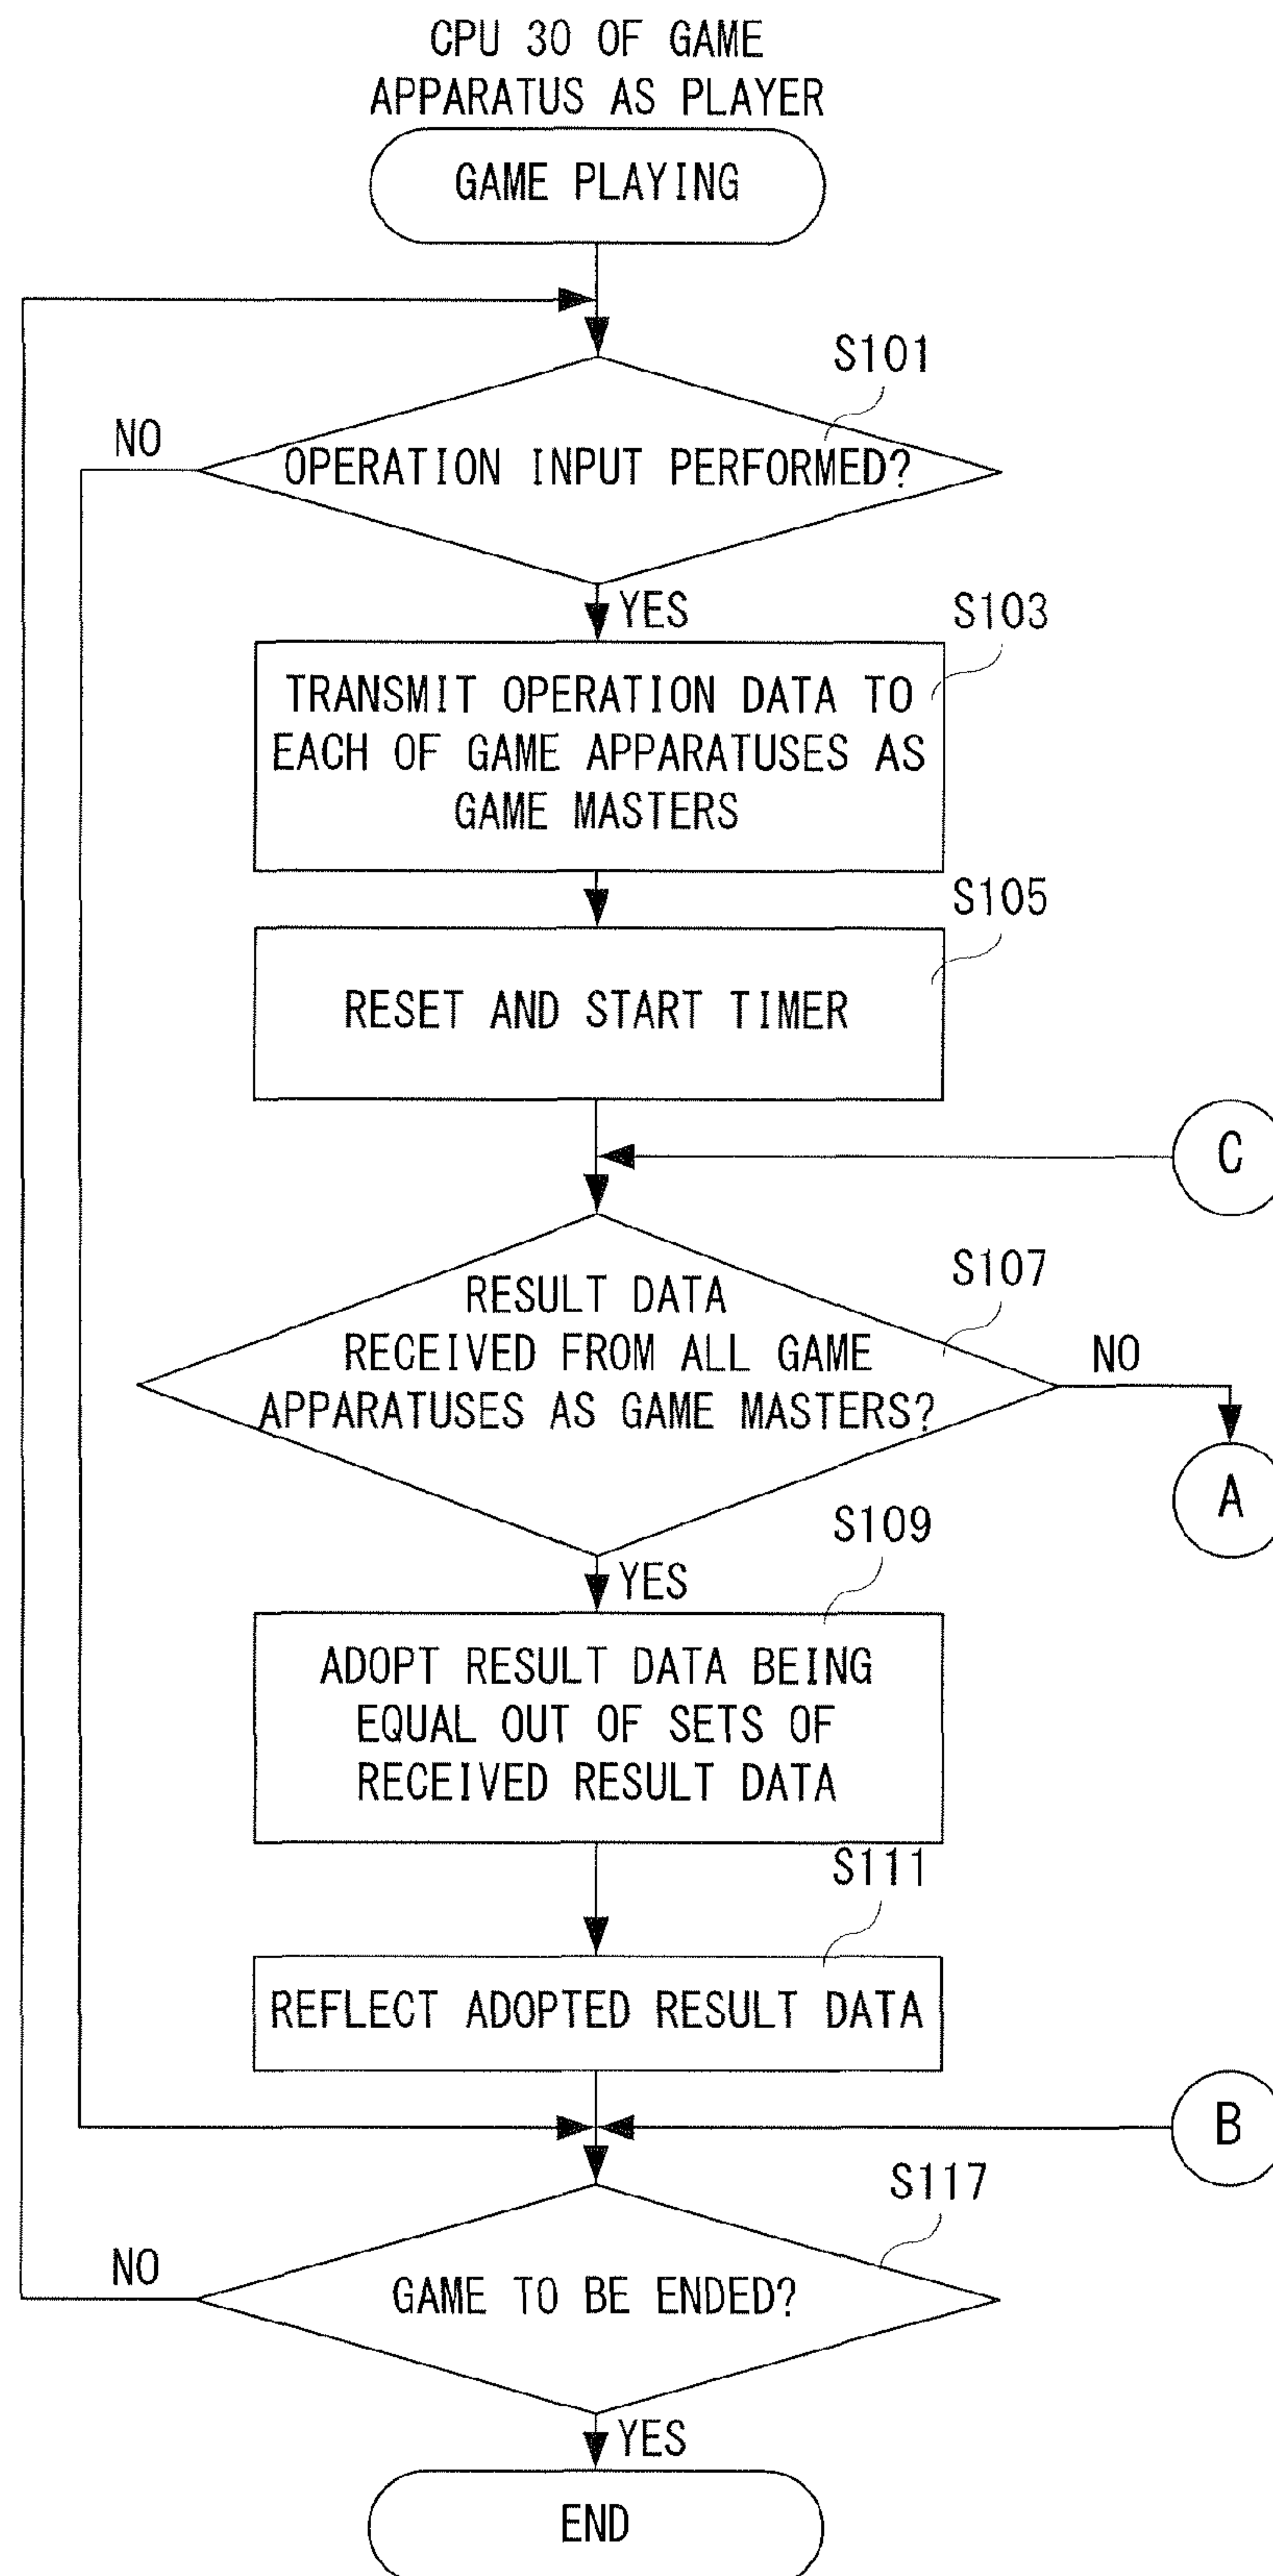 CPU 30 OF GAME
APPARATUS AS PLAYER
GAME PLAYING
S101
NO
OPERATION INPUT PERFORMED?
YES
S103
TRANSMIT OPERATION DATA TO
EACH OF GAME APPARATUSES AS
GAME MASTERS
S105
RESET AND START TIMER
C
S107
RESULT DATA
RECEIVED FROM ALL GAME
APPARATUSES AS GAME MASTERS?
NO
A
S109
YES
ADOPT RESULT DATA BEING
EQUAL OUT OF SETS OF
RECEIVED RESULT DATA
S111
REFLECT ADOPTED RESULT DATA
B
S117
NO
GAME TO BE ENDED?
YES
END